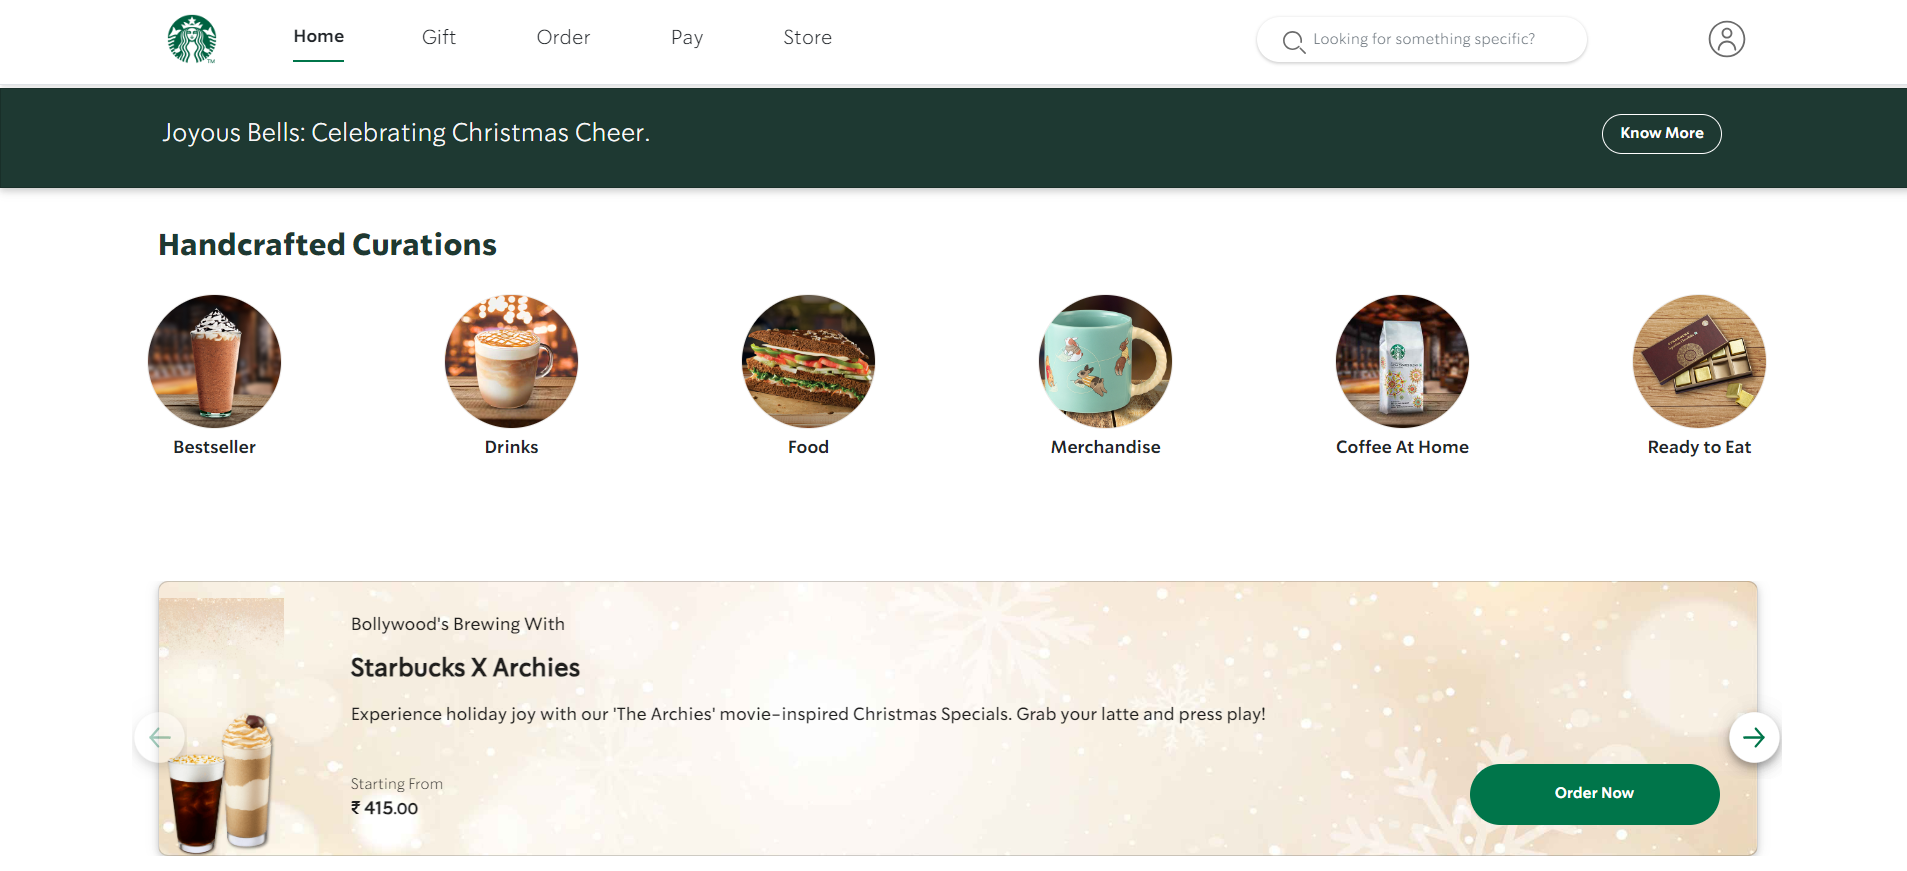 Home Gift Order Pay Store Looking for something specific?
TM
Joyous Bells: Celebrating Christmas Cheer. Know More
Handcrafted Curations
Bestseller Drinks Food Merchandise Coffee At Home Ready to Eat
Bollywood's Brewing With
Starbucks X Archies
Experience holiday joy with our 'The Archies' movie-inspired Christmas Specials. Grab your latte and press play!
Starting From
₹ 415.00
Order Now